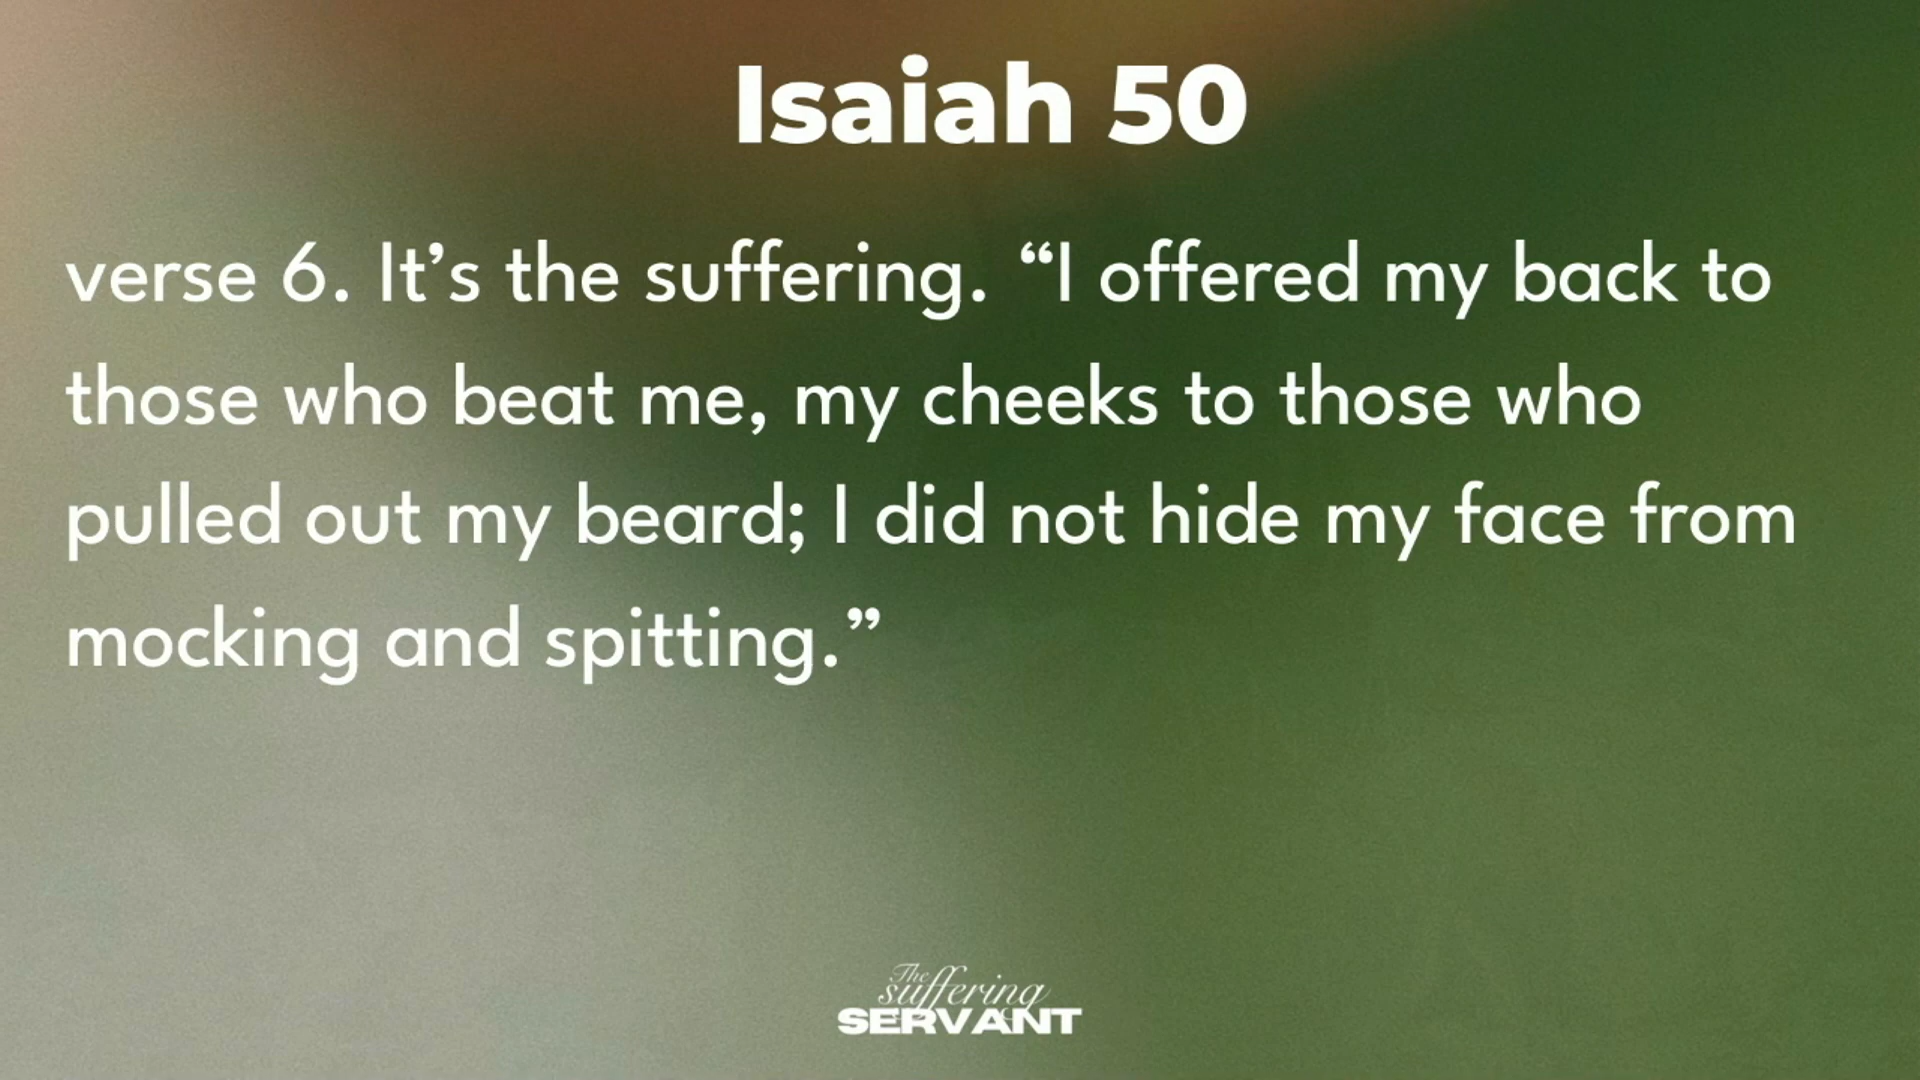 Isaiah 50
verse 6. It’s the suffering. “I offered my back to
those who beat me, my cheeks to those who
pulled out my beard; I did not hide my face from
mocking and spitting.”
The
suffering
SERVANT